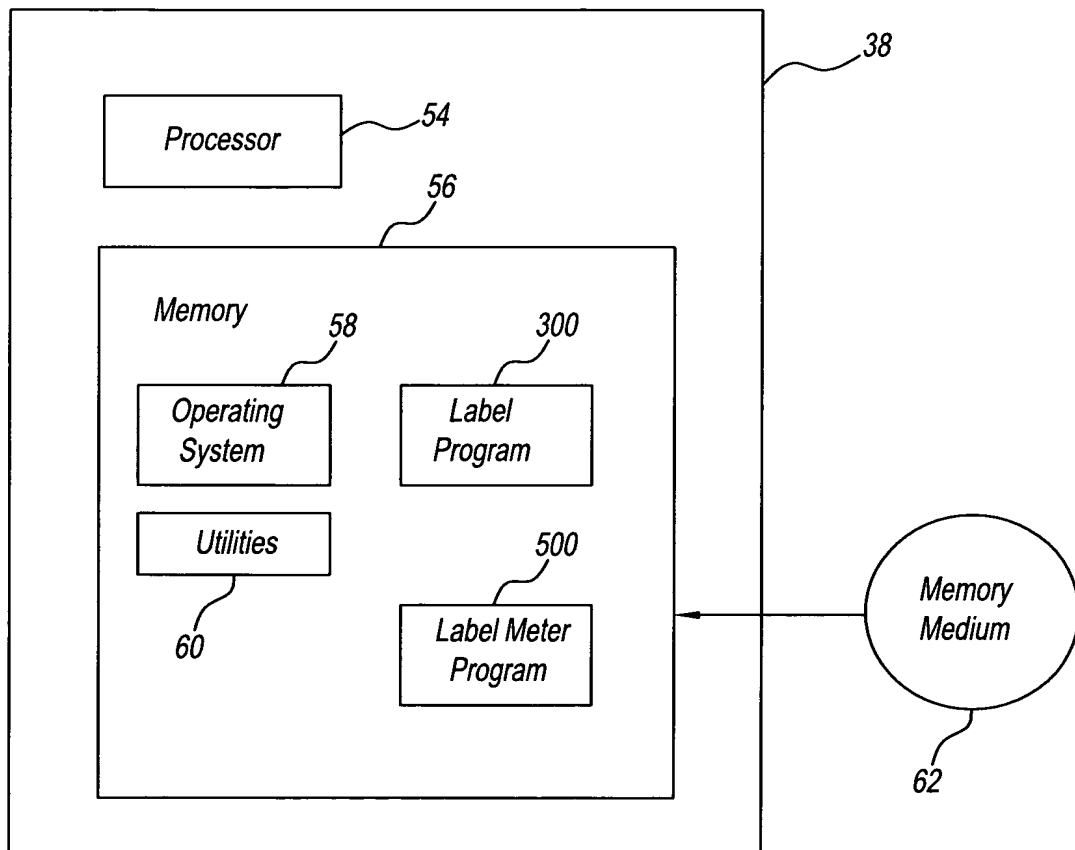 38
Processor
54
56
Memory
58
300
Operating
System
Label
Program
Utilities
60
500
Label Meter
Program
Memory
Medium
62